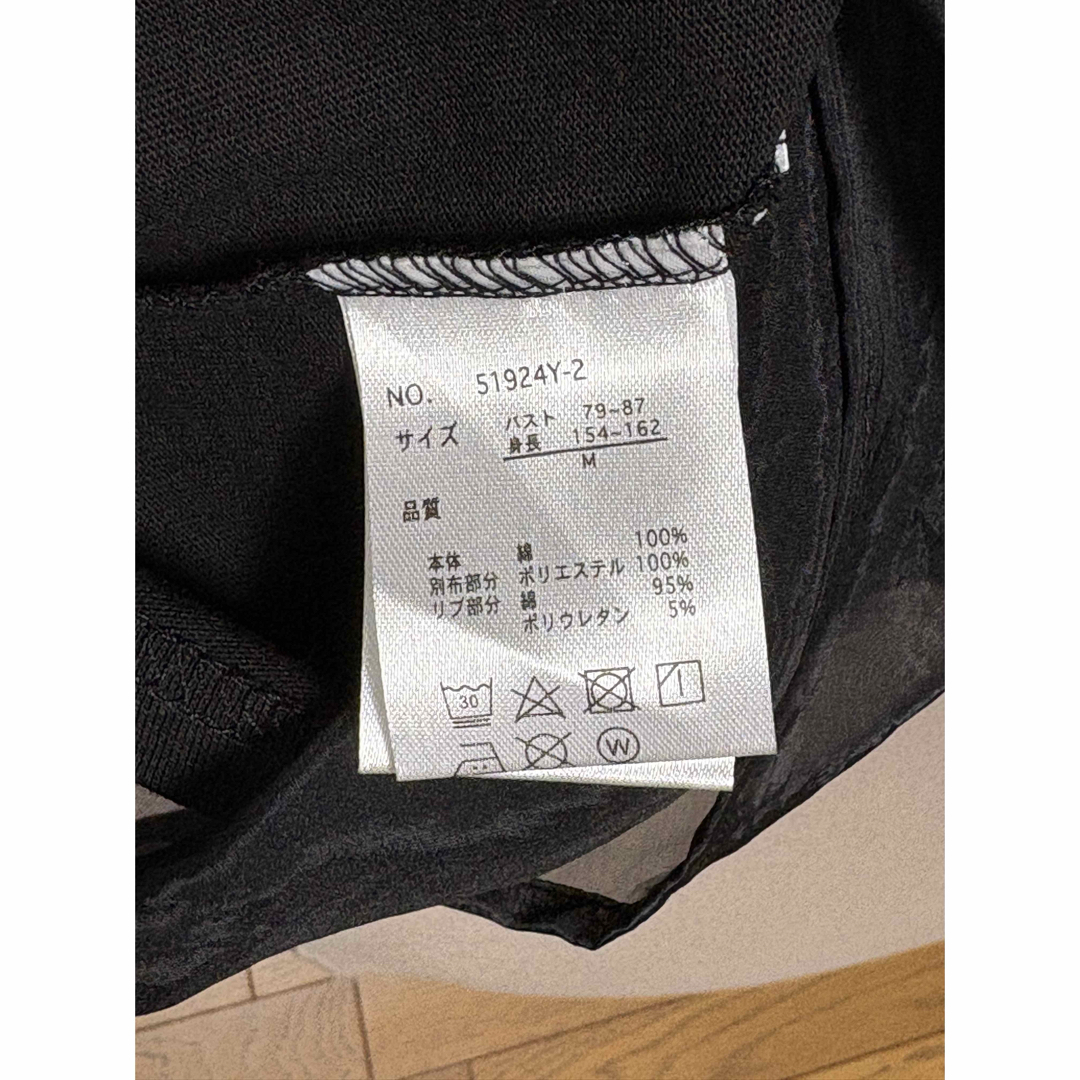 NO. 51924Y-2
サイズ バスト 79~87
身長 154~162
M
品質
本体 綿 100%
別布部分 ポリエステル 100%
リブ部分 綿 95%
ポリウレタン 5%
30
W